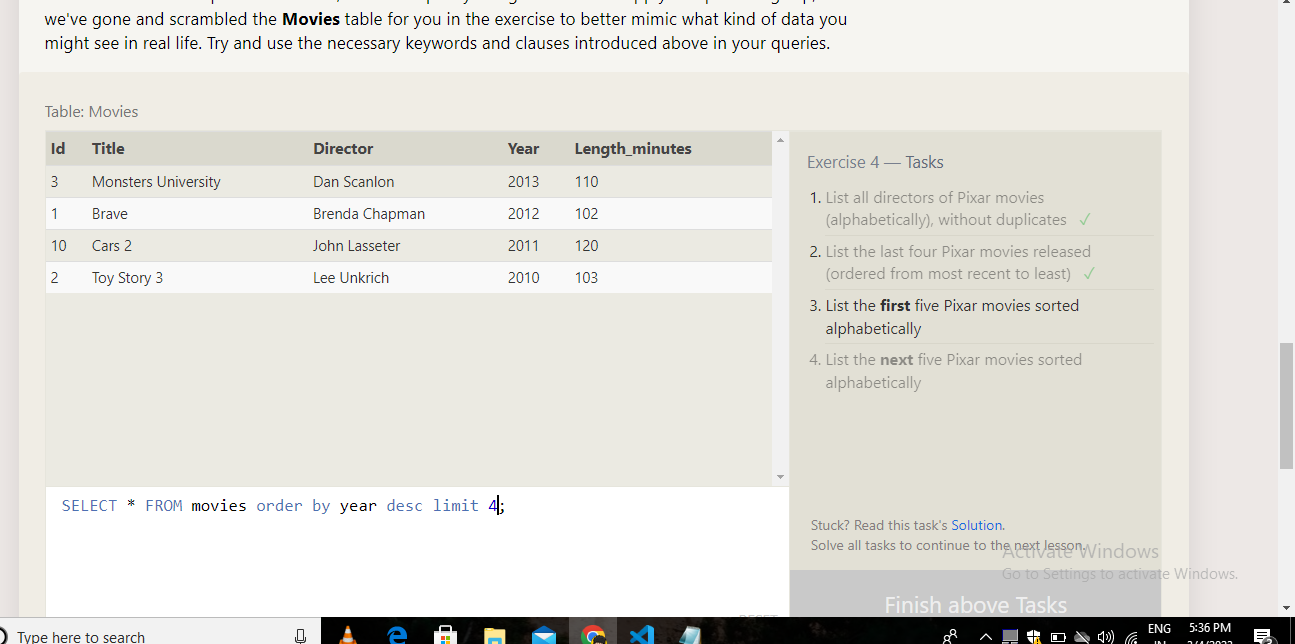 we've gone and scrambled the Movies table for you in the exercise to better mimic what kind of data you
might see in real life. Try and use the necessary keywords and clauses introduced above in your queries.
Table: Movies
Id Title Director Year Length_minutes
3 Monsters University Dan Scanlon 2013 110
1 Brave Brenda Chapman 2012 102
10 Cars 2 John Lasseter 2011 120
2 Toy Story 3 Lee Unkrich 2010 103
SELECT * FROM movies order by year desc limit 4;
Exercise 4 — Tasks
1. List all directors of Pixar movies
(alphabetically), without duplicates ✓
2. List the last four Pixar movies released
(ordered from most recent to least) ✓
3. List the first five Pixar movies sorted
alphabetically
4. List the next five Pixar movies sorted
alphabetically
Stuck? Read this task's Solution.
Solve all tasks to continue to the next lesson.
Activate Windows
Go to Settings to activate Windows.
Finish above Tasks
RESET
Type here to search
ENG
5:36 PM